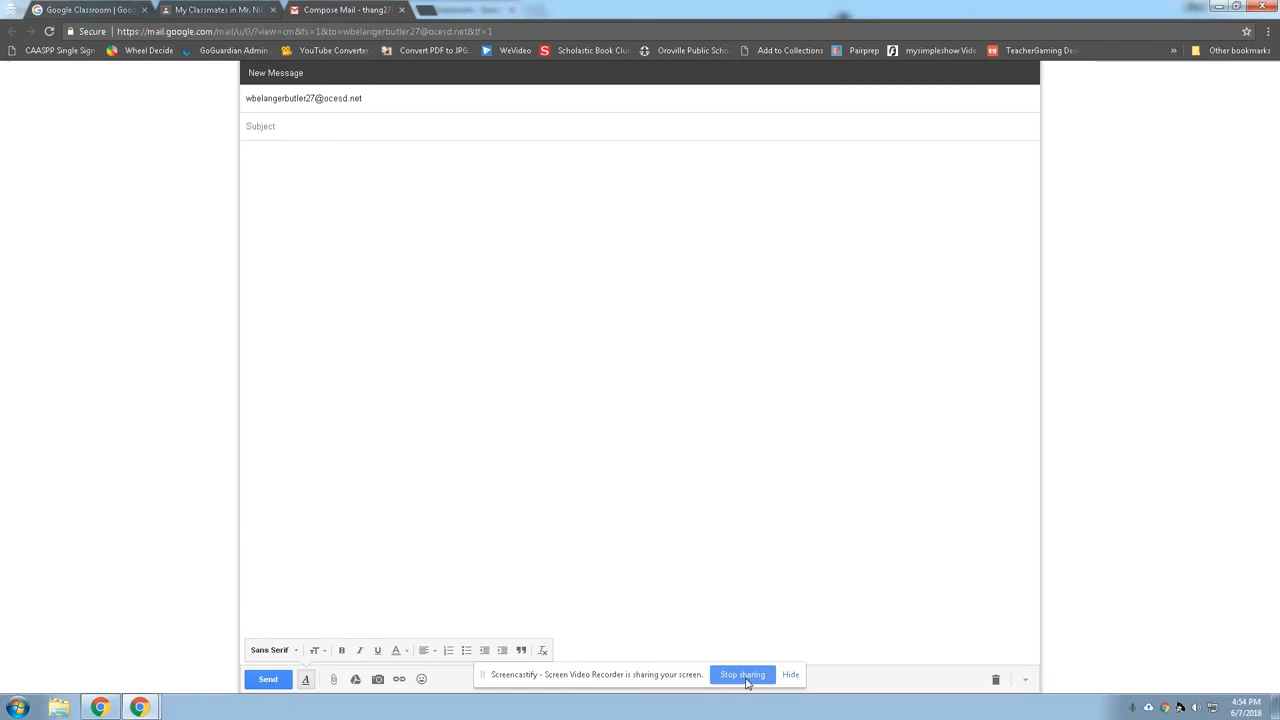 Google Classroom | Goo
My Classmates in Mr. Nil
Compose Mail - thang27
Secure
https://mail.google.com/mail/u/0/?view=cm&fs=1&to=wbelangerbutler27@ocesd.net&tf=1
CAASPP Single Sign Wheel Decide GoGuardian Admin YouTube Converter Convert PDF to JPG WeVideo Scholastic Book Club Oroville Public Scho Add to Collections Pairprep mysimpleshow Vide TeacherGaming Des » Other bookmarks
New Message
wbelangerbutler27@ocesd.net
Subject
Sans Serif
Send
Screencastify - Screen Video Recorder is sharing your screen. Stop sharing Hide
4:54 PM
6/7/2018